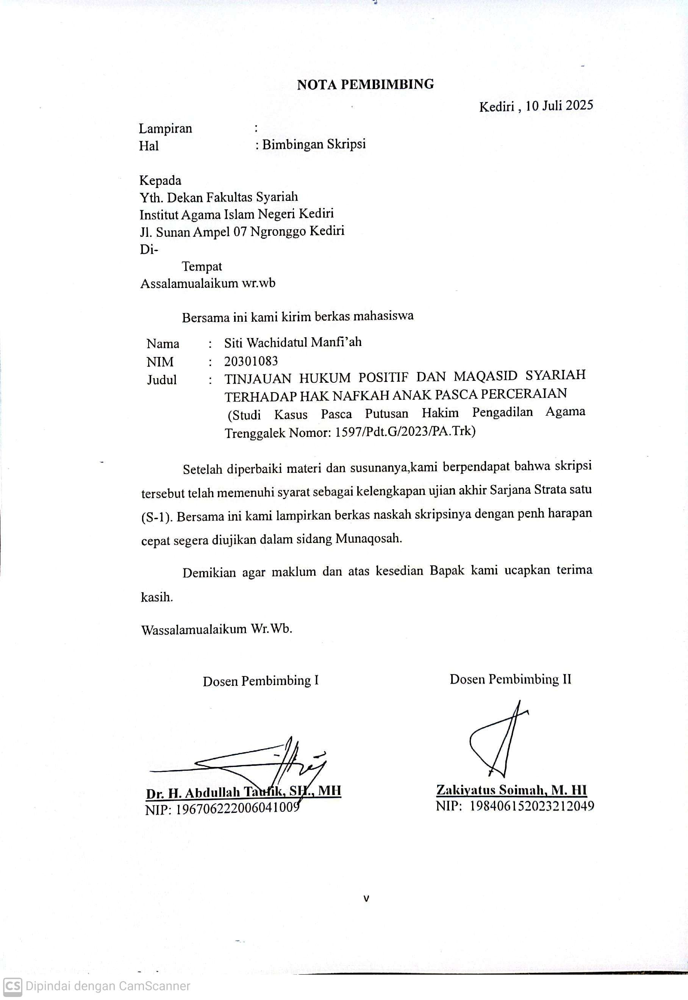 NOTA PEMBIMBING
Kediri , 10 Juli 2025
Lampiran :
Hal : Bimbingan Skripsi
Kepada
Yth. Dekan Fakultas Syariah
Institut Agama Islam Negeri Kediri
Jl. Sunan Ampel 07 Ngronggo Kediri
Di-
Tempat
Assalamualaikum wr.wb
Bersama ini kami kirim berkas mahasiswa
Nama : Siti Wachidatul Manfi’ah
NIM : 20301083
Judul : TINJAUAN HUKUM POSITIF DAN MAQASID SYARIAH
TERHADAP HAK NAFKAH ANAK PASCA PERCERAIAN
(Studi Kasus Pasca Putusan Hakim Pengadilan Agama
Trenggalek Nomor: 1597/Pdt.G/2023/PA.Trk)
Setelah diperbaiki materi dan susunanya,kami berpendapat bahwa skripsi
tersebut telah memenuhi syarat sebagai kelengkapan ujian akhir Sarjana Strata satu
(S-1). Bersama ini kami lampirkan berkas naskah skripsinya dengan penh harapan
cepat segera diujikan dalam sidang Munaqosah.
Demikian agar maklum dan atas kesedian Bapak kami ucapkan terima
kasih.
Wassalamualaikum Wr.Wb.
Dosen Pembimbing I Dosen Pembimbing II
Dr. H. Abdullah Taufik, SH., MH Zakiyatus Soimah, M. HI
NIP: 196706222006041009 NIP: 198406152023212049
v
CS Dipindai dengan CamScanner